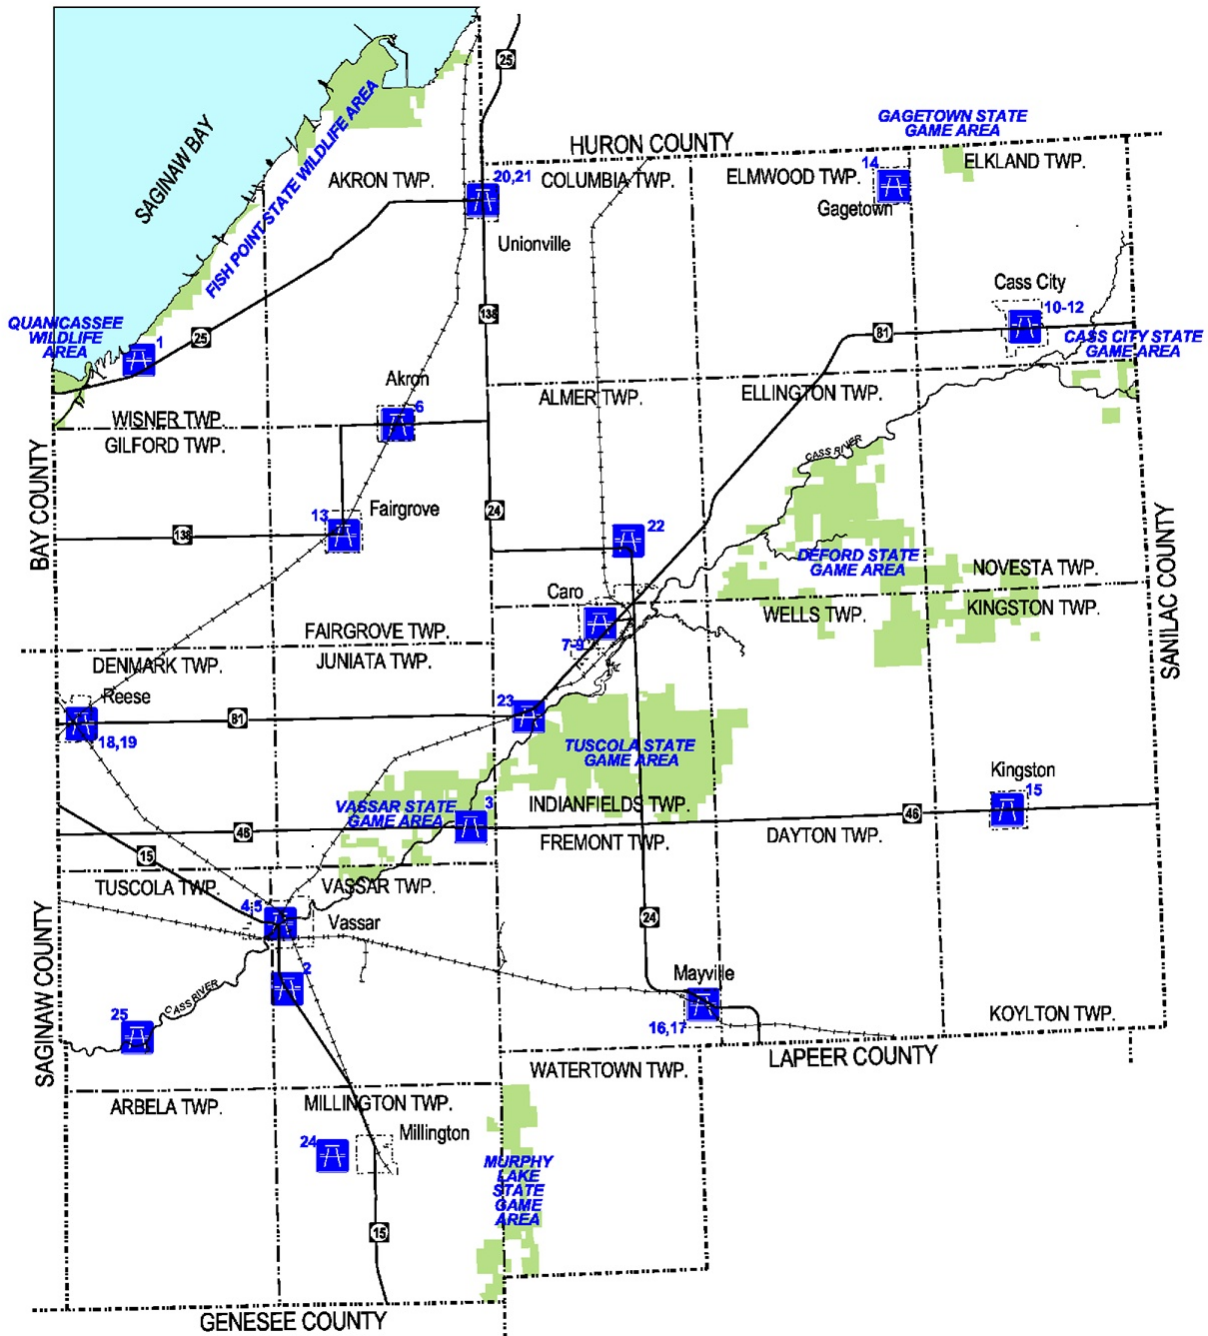 25
GAGETOWN STATE
GAME AREA
HURON COUNTY
SAGINAW BAY
FISH POINT STATE WILDLIFE AREA
AKRON TWP.
20,21
COLUMBIA TWP.
ELMWOOD TWP.
14
ELKLAND TWP.
Gagetown
Unionville
Cass City
10-12
QUANICASSEE
WILDLIFE
AREA
1
25
138
81
CASS CITY STATE
GAME AREA
Akron
6
ALMER TWP.
ELLINGTON TWP.
WISNER TWP.
GILFORD TWP.
CASS RIVER
BAY COUNTY
13
Fairgrove
24
138
22
SANILAC COUNTY
DEFORD STATE
GAME AREA
NOVESTA TWP.
Caro
WELLS TWP.
KINGSTON TWP.
7-9
FAIRGROVE TWP.
DENMARK TWP.
JUNIATA TWP.
Reese
18,19
81
23
TUSCOLA STATE
GAME AREA
Kingston
15
VASSAR STATE
GAME AREA
3
INDIANFIELDS TWP.
46
46
FREMONT TWP.
DAYTON TWP.
15
TUSCOLA TWP.
VASSAR TWP.
4,5
Vassar
24
SAGINAW COUNTY
2
Mayville
CASS RIVER
25
16,17
KOYLTON TWP.
LAPEER COUNTY
WATERTOWN TWP.
ARBELA TWP.
MILLINGTON TWP.
24
Millington
MURPHY
LAKE
STATE
GAME
AREA
15
GENESEE COUNTY